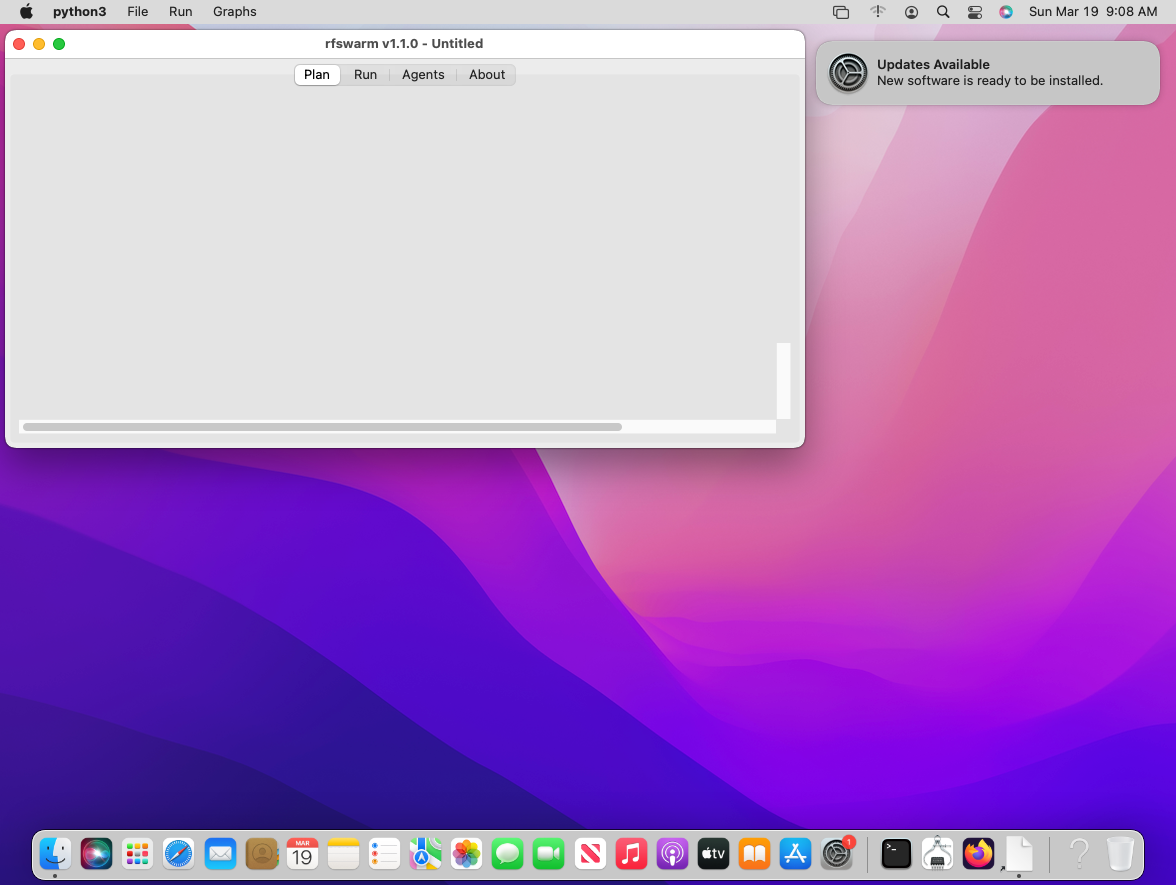 python3 File Run Graphs Sun Mar 19 9:08 AM
rfswarm v1.1.0 - Untitled
Plan Run Agents About
Updates Available
New software is ready to be installed.
MAR
19
tv
1
>_